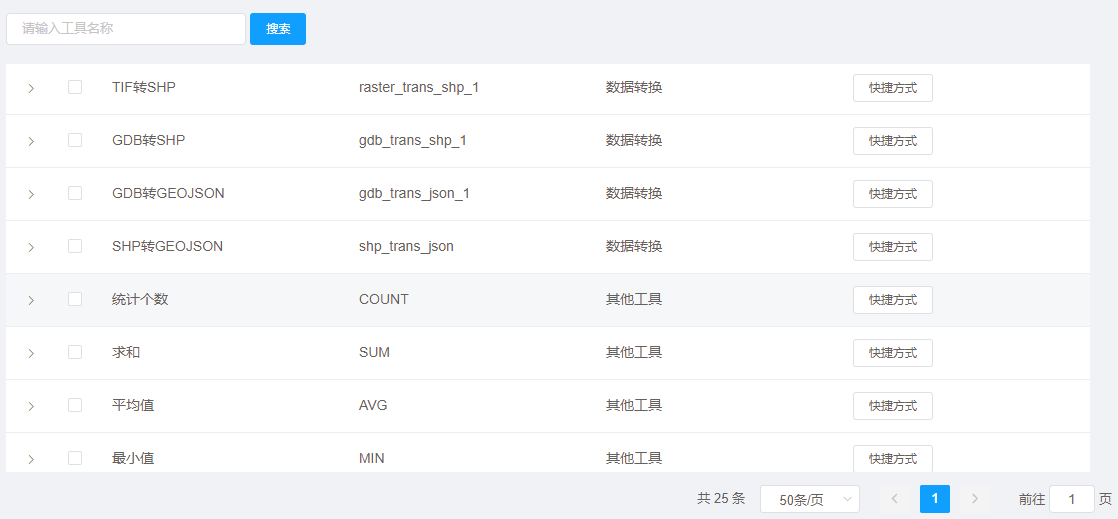 请输入工具名称 搜索
TIF转SHP raster_trans_shp_1 数据转换 快捷方式
GDB转SHP gdb_trans_shp_1 数据转换 快捷方式
GDB转GEOJSON gdb_trans_json_1 数据转换 快捷方式
SHP转GEOJSON shp_trans_json 数据转换 快捷方式
统计个数 COUNT 其他工具 快捷方式
求和 SUM 其他工具 快捷方式
平均值 AVG 其他工具 快捷方式
最小值 MIN 其他工具 快捷方式
共 25 条 50条/页 1 前往 1 页